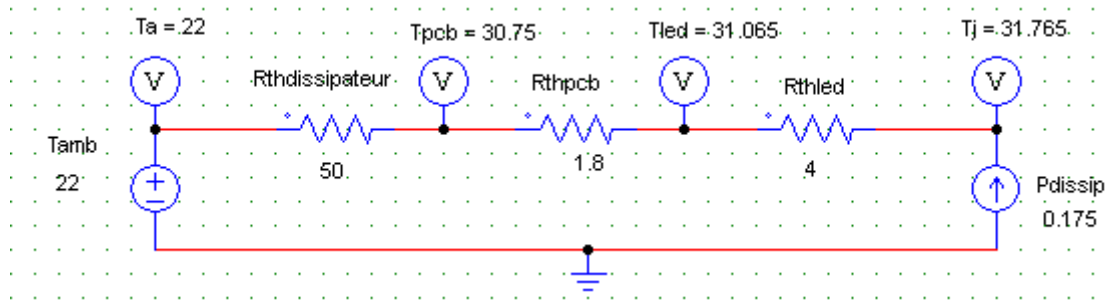 Ta = 22
Tpcb = 30.75
Tled = 31.065
Tj = 31.765
V
V
V
V
Rthdissipateur
Rthpcb
Rthled
Tamb
22
50
1.8
4
Pdissip
0.175